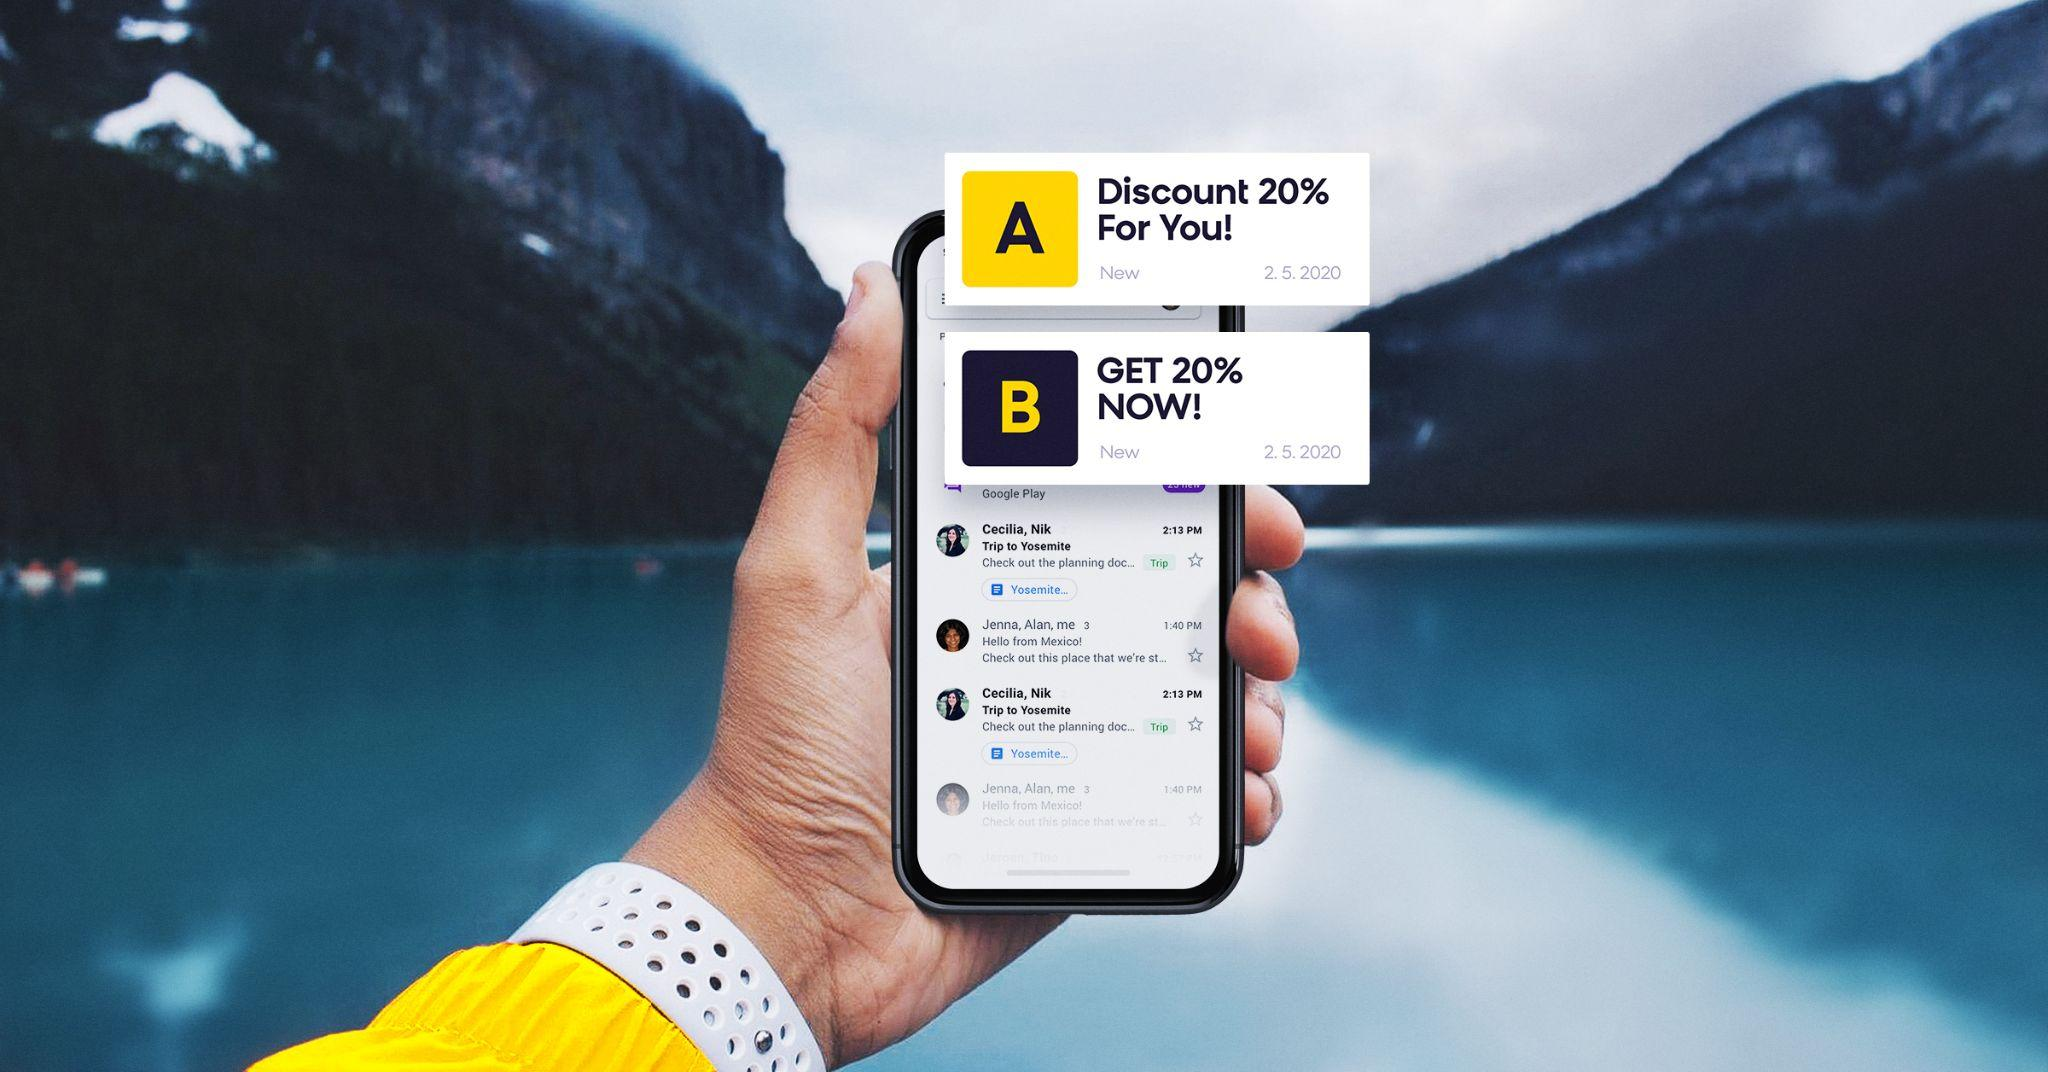 A
Discount 20%
For You!
New
2. 5. 2020
B
GET 20%
NOW!
New
2. 5. 2020
Google Play
Cecilia, Nik
2:13 PM
Trip to Yosemite
Check out the planning doc...
Trip
Yosemite...
Jenna, Alan, me 3
1:40 PM
Hello from Mexico!
Check out this place that we're st...
Cecilia, Nik
2:13 PM
Trip to Yosemite
Check out the planning doc...
Trip
Yosemite...
Jenna, Alan, me 3
1:40 PM
Hello from Mexico!
Check out this place that we're st...